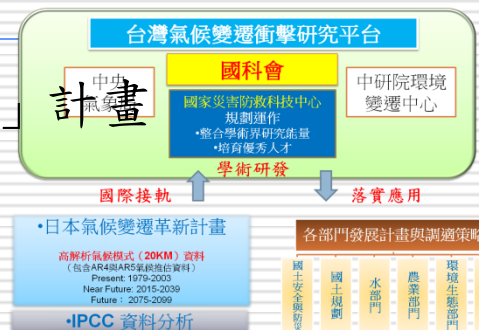 台灣氣候變遷衝擊研究平台
國科會
中央
氣象
」計畫
國家災害防救科技中心
規劃運作
•整合學術界研究能量
•培育優秀人才
中研院環境
變遷中心
學術研發
國際接軌
落實應用
•日本氣候變遷革新計畫
高解析氣候模式（20KM）資料
（包含AR4與AR5氣候推估資料）
Present: 1979-2003
Near Future: 2015-2039
Future： 2075-2099
•IPCC 資料分析
各部門發展計畫與調適策略
國土安全與防災
國土規劃
水部門
農業部門
環境生態部門